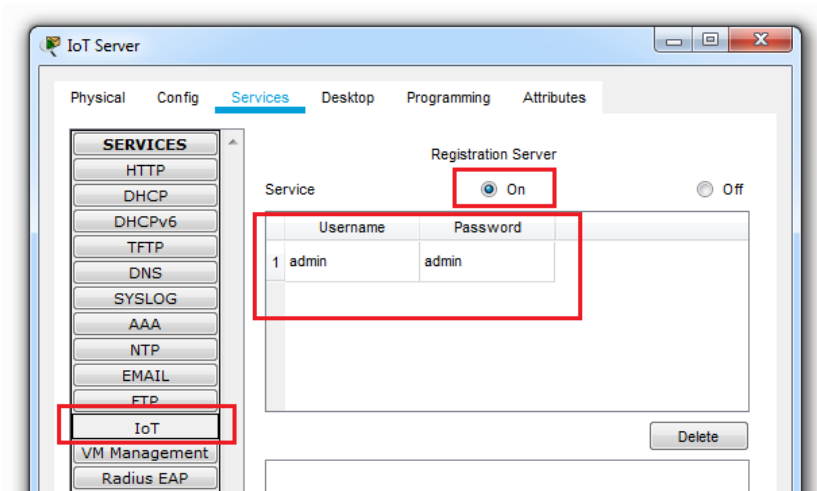 IoT Server
Physical Config Services Desktop Programming Attributes
SERVICES
HTTP
DHCP
DHCPv6
TFTP
DNS
SYSLOG
AAA
NTP
EMAIL
FTP
IoT
VM Management
Radius EAP
Registration Server
Service On Off
Username Password
1 admin admin
Delete